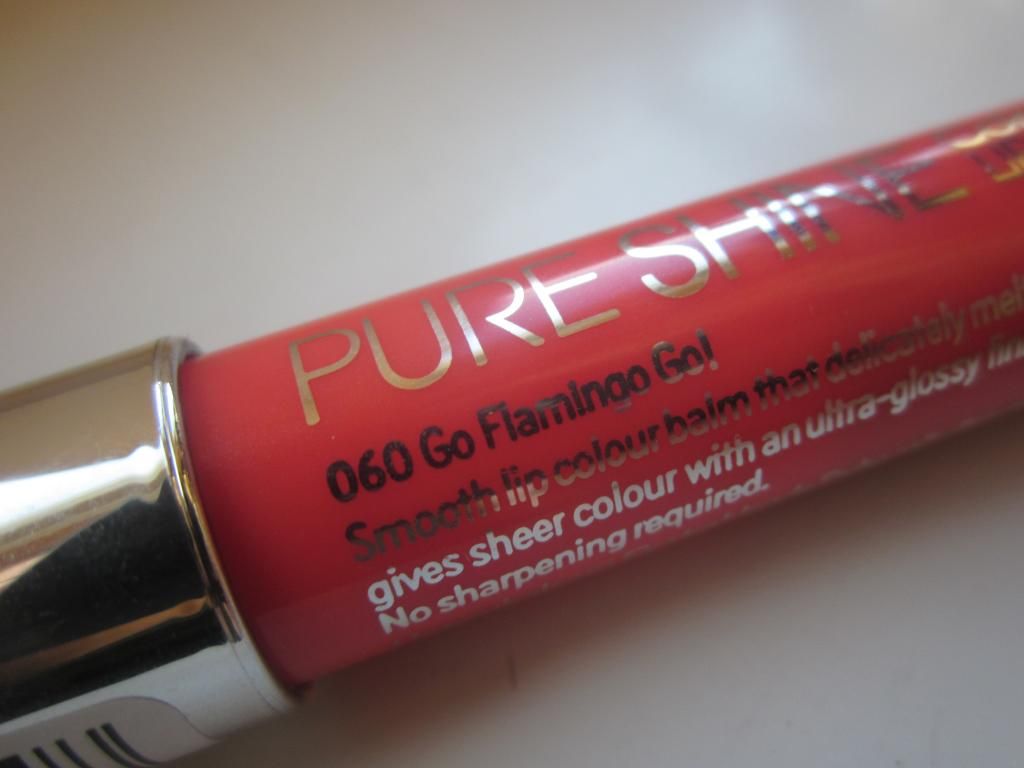 PURE SHINE
060 Go Flamingo Go!
Smooth lip colour balm that delicately
gives sheer colour with an ultra-glossy
No sharpening required.